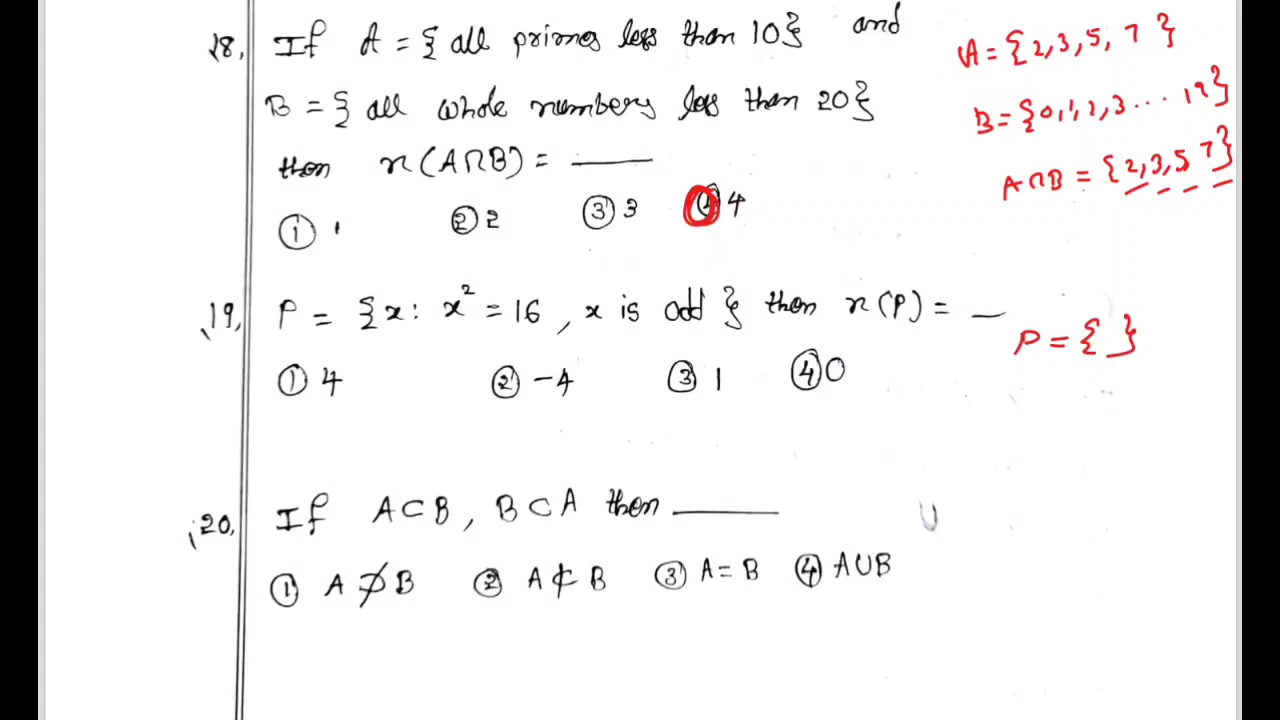 18, If A = { all primes less than 10} and
B = { all whole numbers less than 20}
then n(A∩B) = ____
① 1 ② 2 ③ 3 ④ 4
A = {2,3,5,7}
B = {0,1,2,3...19}
A∩B = {2,3,5,7}
19, P = {x: x² = 16, x is odd } then n(P) = _
P = { }
① 4 ② -4 ③ 1 ④ 0
20, If A⊂B, B⊂A then ____
① A ⊅ B ② A ⊄ B ③ A = B ④ A∪B